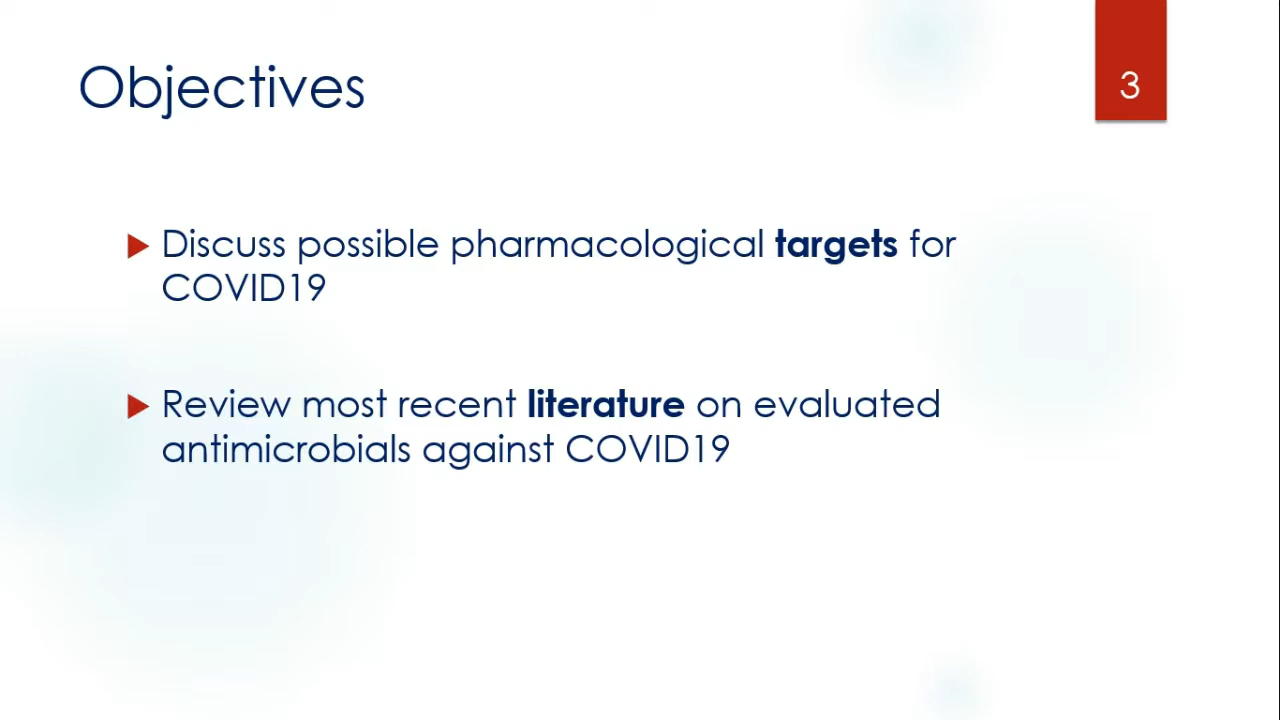 Objectives
3
Discuss possible pharmacological targets for
COVID19
Review most recent literature on evaluated
antimicrobials against COVID19